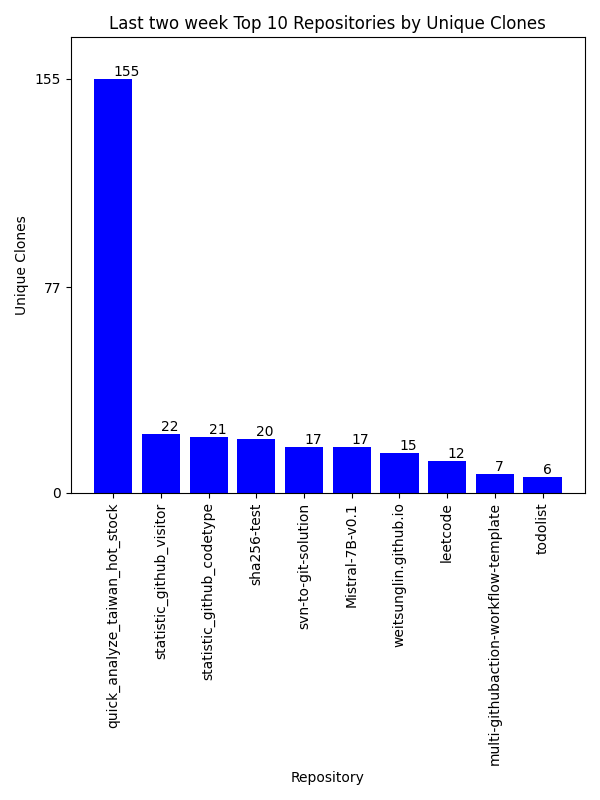 Last two week Top 10 Repositories by Unique Clones
Unique Clones
155
77
0
155
22
21
20
17
17
15
12
7
6
quick_analyze_taiwan_hot_stock
statistic_github_visitor
statistic_github_codetype
sha256-test
svn-to-git-solution
Mistral-7B-v0.1
weitsunglin.github.io
leetcode
multi-githubaction-workflow-template
todolist
Repository